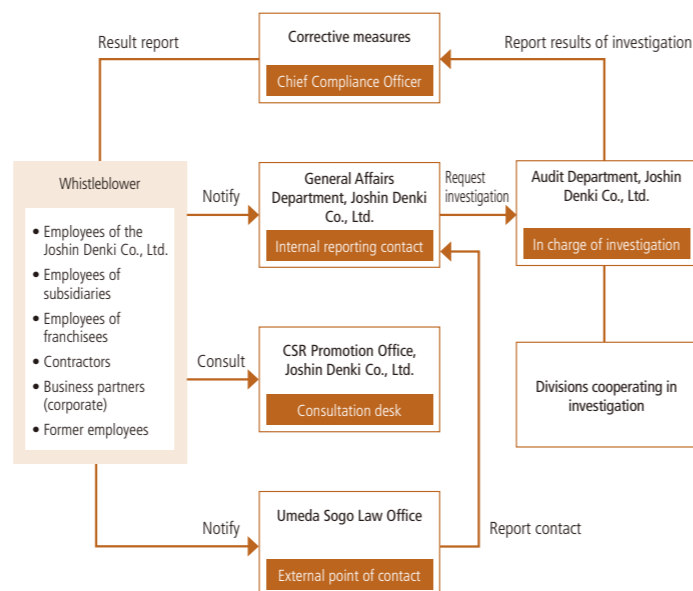 Result report
Corrective measures
Chief Compliance Officer
Report results of investigation
Whistleblower
• Employees of the
Joshin Denki Co., Ltd.
• Employees of
subsidiaries
• Employees of
franchisees
• Contractors
• Business partners
(corporate)
• Former employees
Notify
General Affairs
Department, Joshin Denki
Co., Ltd.
Internal reporting contact
Request
investigation
Audit Department, Joshin
Denki Co., Ltd.
In charge of investigation
Consult
CSR Promotion Office,
Joshin Denki Co., Ltd.
Consultation desk
Divisions cooperating in
investigation
Notify
Umeda Sogo Law Office
External point of contact
Report contact